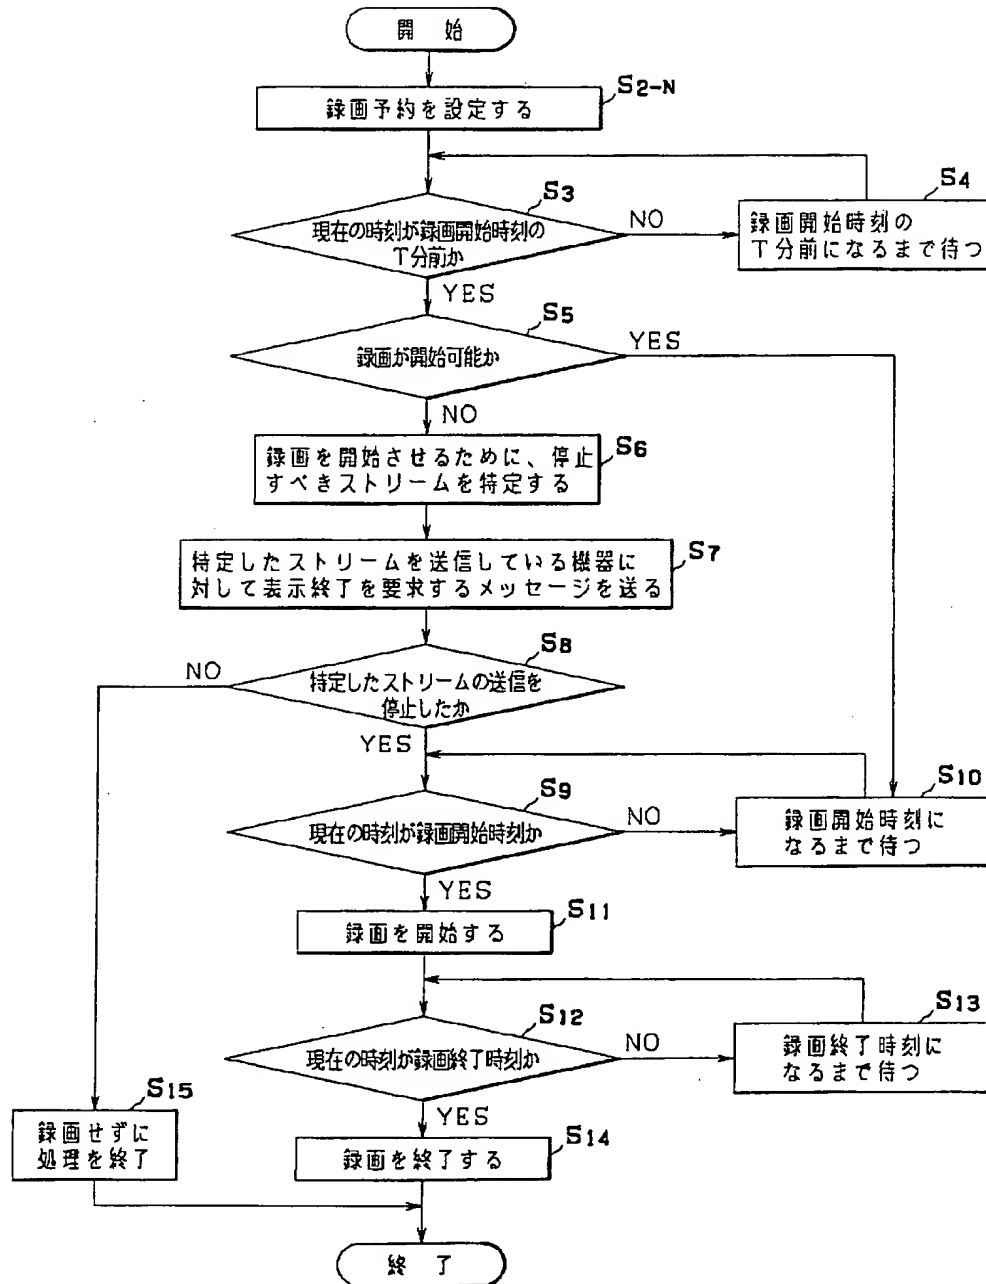 開始
S2-N
録画予約を設定する
S3
現在の時刻が録画開始時刻の
T分前か
NO
S4
録画開始時刻の
T分前になるまで待つ
YES
S5
録画が開始可能か
YES
NO
S6
録画を開始させるために、停止
すべきストリームを特定する
S7
特定したストリームを送信している機器に
対して表示終了を要求するメッセージを送る
S8
NO
特定したストリームの送信を
停止したか
YES
S9
現在の時刻が録画開始時刻か
NO
S10
録画開始時刻に
なるまで待つ
YES
S11
録画を開始する
S12
現在の時刻が録画終了時刻か
NO
S13
録画終了時刻に
なるまで待つ
YES
S14
録画を終了する
S15
録画せずに
処理を終了
終了